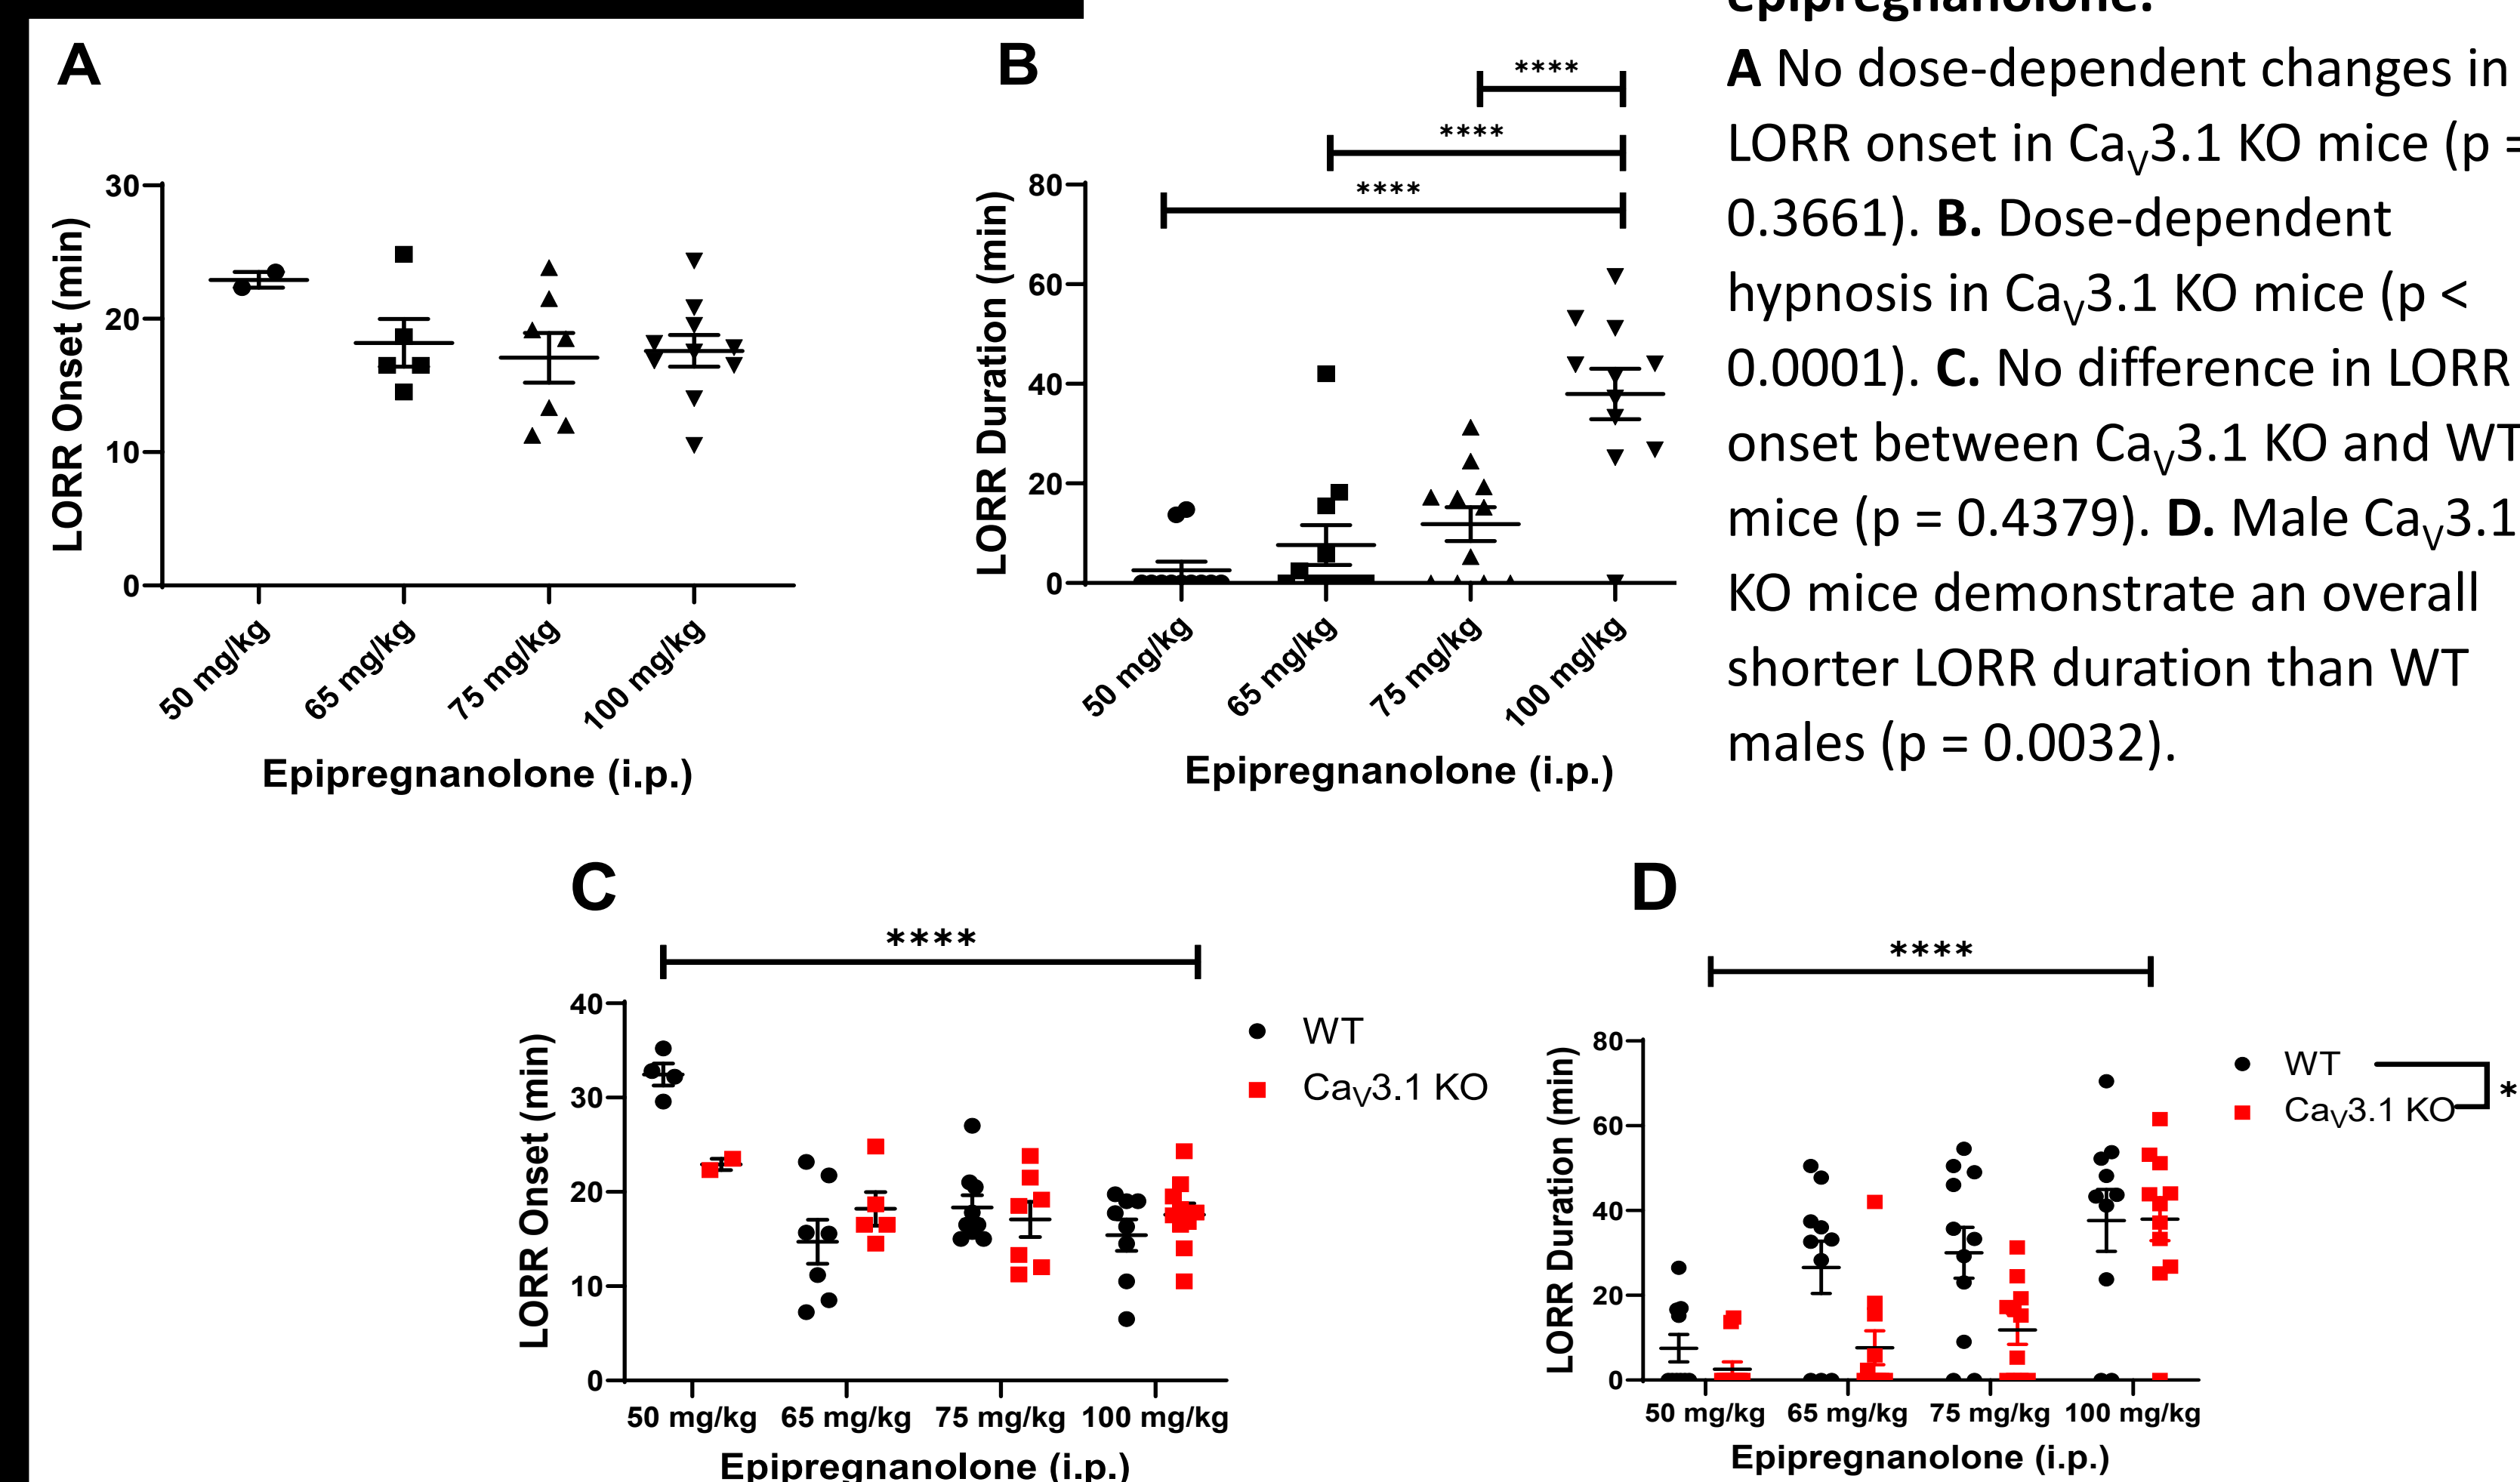 epipregnanolone.
A No dose-dependent changes in
LORR onset in CaV3.1 KO mice (p =
0.3661). B. Dose-dependent
hypnosis in CaV3.1 KO mice (p <
0.0001). C. No difference in LORR
onset between CaV3.1 KO and WT
mice (p = 0.4379). D. Male CaV3.1
KO mice demonstrate an overall
shorter LORR duration than WT
males (p = 0.0032).
A
LORR Onset (min)
30
20
10
0
50 mg/kg
65 mg/kg
75 mg/kg
100 mg/kg
Epipregnanolone (i.p.)
B
****
****
****
LORR Duration (min)
80
60
40
20
0
50 mg/kg
65 mg/kg
75 mg/kg
100 mg/kg
Epipregnanolone (i.p.)
C
****
LORR Onset (min)
40
30
20
10
0
WT
CaV3.1 KO
50 mg/kg 65 mg/kg 75 mg/kg 100 mg/kg
Epipregnanolone (i.p.)
D
****
LORR Duration (min)
80
60
40
20
0
WT
CaV3.1 KO
*
50 mg/kg 65 mg/kg 75 mg/kg 100 mg/kg
Epipregnanolone (i.p.)